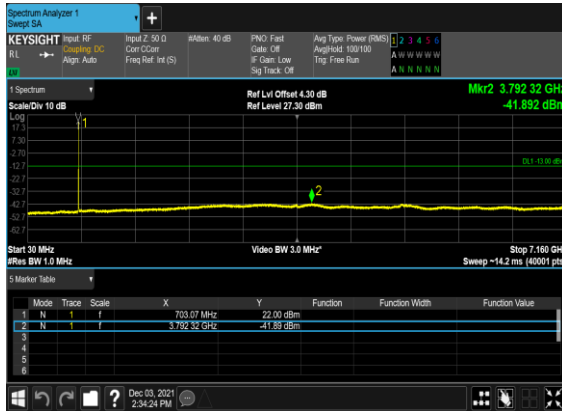 Spectrum Analyzer 1
Swept SA
+
KEYSIGHT Input: RF Input Z: 50 Ω #Atten: 40 dB PNO: Fast Avg Type: Power (RMS) 1 2 3 4 5 6
RL Coupling: DC Corr CCorr Gate: Off Avg|Hold: 100/100 A W W W W W
Align: Auto Freq Ref: Int (S) IF Gain: Low Trig: Free Run
LXI Sig Track: Off A N N N N N
1 Spectrum Ref Lvl Offset 4.30 dB Mkr2 3.792 32 GHz
Scale/Div 10 dB Ref Level 27.30 dBm -41.892 dBm
Log
17.3 1
7.30
-2.70
-12.7 DL1 -13.00 dBm
-22.7
-32.7 2
-42.7
-52.7
-62.7
Start 30 MHz Video BW 3.0 MHz* Stop 7.160 GHz
#Res BW 1.0 MHz Sweep ~14.2 ms (40001 pts)
5 Marker Table
Mode Trace Scale X Y Function Function Width Function Value
1 N 1 f 703.07 MHz 22.00 dBm
2 N 1 f 3.792 32 GHz -41.89 dBm
3
4
5
6
? Dec 03, 2021
2:34:24 PM